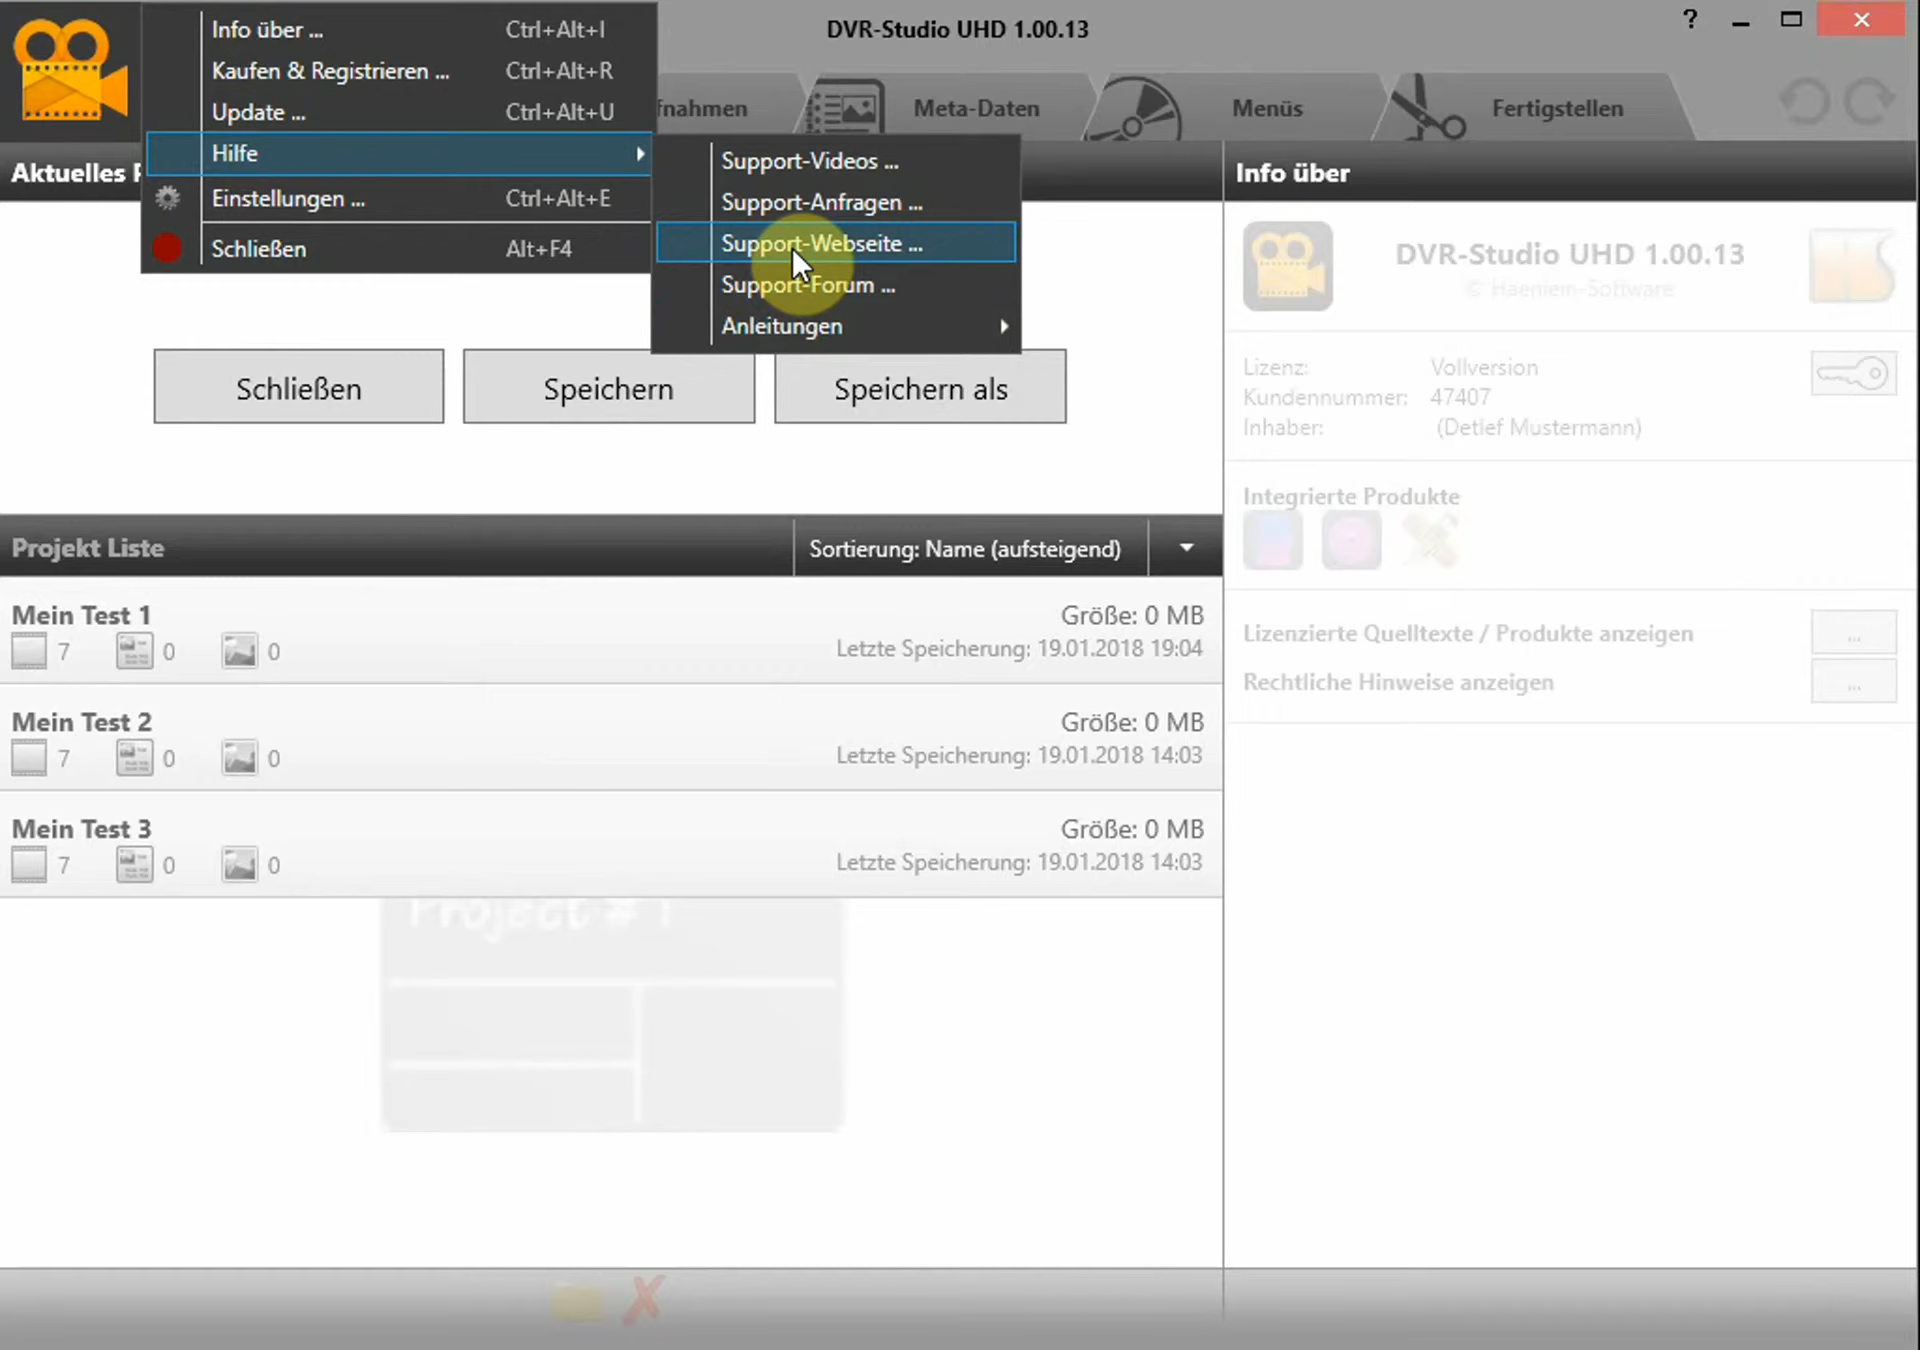 DVR-Studio UHD 1.00.13
?
Info über ... Ctrl+Alt+I
Kaufen & Registrieren ... Ctrl+Alt+R
Update ... Ctrl+Alt+U
Hilfe
Einstellungen ... Ctrl+Alt+E
Schließen Alt+F4
Support-Videos ...
Support-Anfragen ...
Support-Webseite ...
Support-Forum ...
Anleitungen
fnahmen
Meta-Daten
Menüs
Fertigstellen
Aktuelles
Schließen
Speichern
Speichern als
Projekt Liste
Sortierung: Name (aufsteigend)
Mein Test 1
Größe: 0 MB
7 0 0
Letzte Speicherung: 19.01.2018 19:04
Mein Test 2
Größe: 0 MB
7 0 0
Letzte Speicherung: 19.01.2018 14:03
Mein Test 3
Größe: 0 MB
7 0 0
Letzte Speicherung: 19.01.2018 14:03
Project # 1
Info über
DVR-Studio UHD 1.00.13
© Haenlein-Software
Lizenz: Vollversion
Kundennummer: 47407
Inhaber: (Detlef Mustermann)
Integrierte Produkte
Lizenzierte Quelltexte / Produkte anzeigen
...
Rechtliche Hinweise anzeigen
...